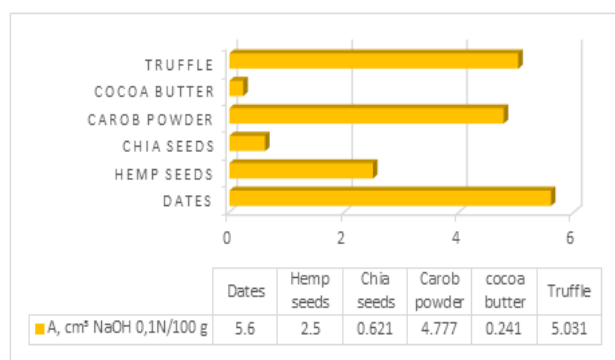 TRUFFLE
COCOA BUTTER
CAROB POWDER
CHIA SEEDS
HEMP SEEDS
DATES
0 2 4 6
Dates Hemp seeds Chia seeds Carob powder cocoa butter Truffle
A, cm³ NaOH 0,1N/100 g 5.6 2.5 0.621 4.777 0.241 5.031